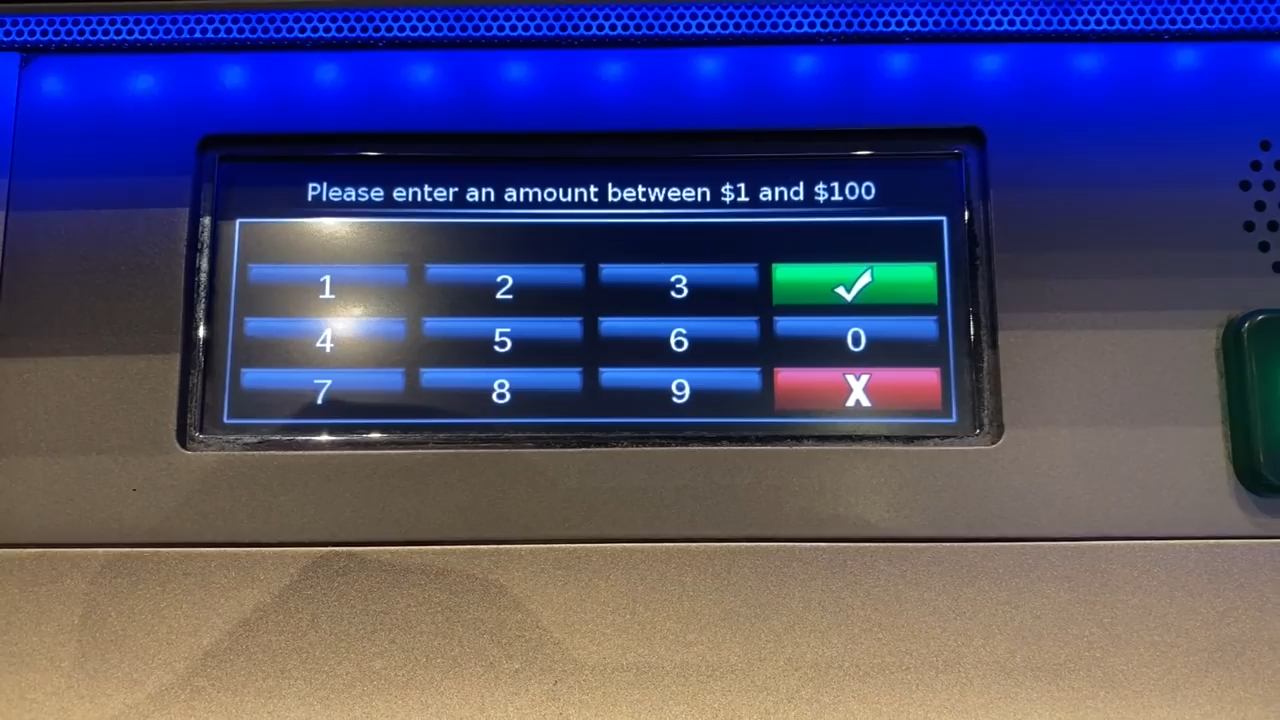 Please enter an amount between $1 and $100
1 2 3 ✓
4 5 6 0
7 8 9 X